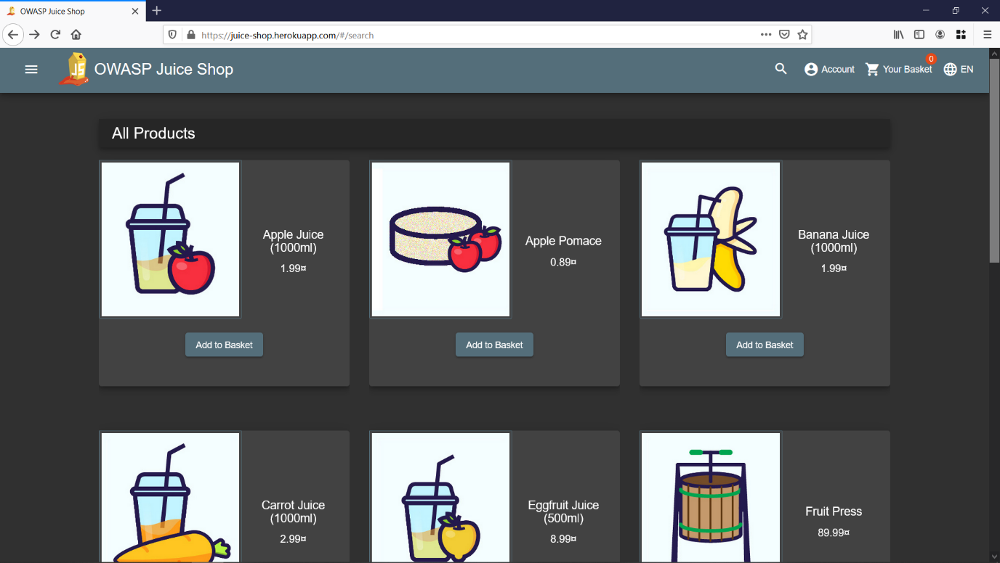 OWASP Juice Shop
https://juice-shop.herokuapp.com/#/search
JS
OWASP Juice Shop
Account
0
Your Basket
EN
All Products
Apple Juice
(1000ml)
1.99¤
Add to Basket
Apple Pomace
0.89¤
Add to Basket
Banana Juice
(1000ml)
1.99¤
Add to Basket
Carrot Juice
(1000ml)
2.99¤
Eggfruit Juice
(500ml)
8.99¤
Fruit Press
89.99¤